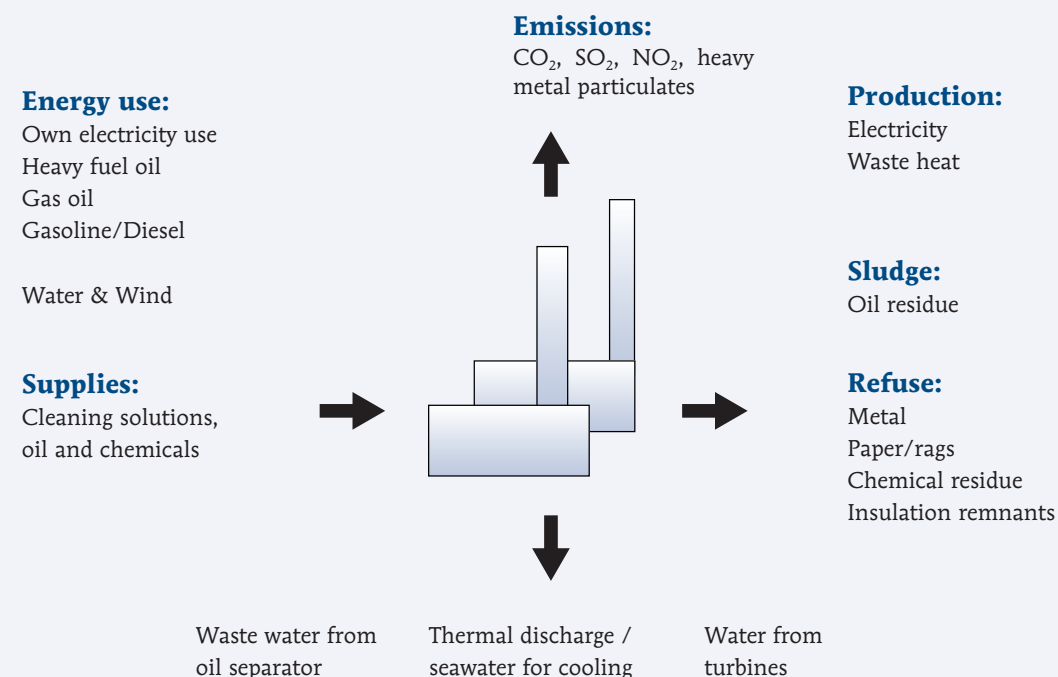 Emissions:
CO₂, SO₂, NO₂, heavy
metal particulates
Energy use:
Own electricity use
Heavy fuel oil
Gas oil
Gasoline/Diesel
Water & Wind
Supplies:
Cleaning solutions,
oil and chemicals
Production:
Electricity
Waste heat
Sludge:
Oil residue
Refuse:
Metal
Paper/rags
Chemical residue
Insulation remnants
Waste water from
oil separator
Thermal discharge /
seawater for cooling
Water from
turbines